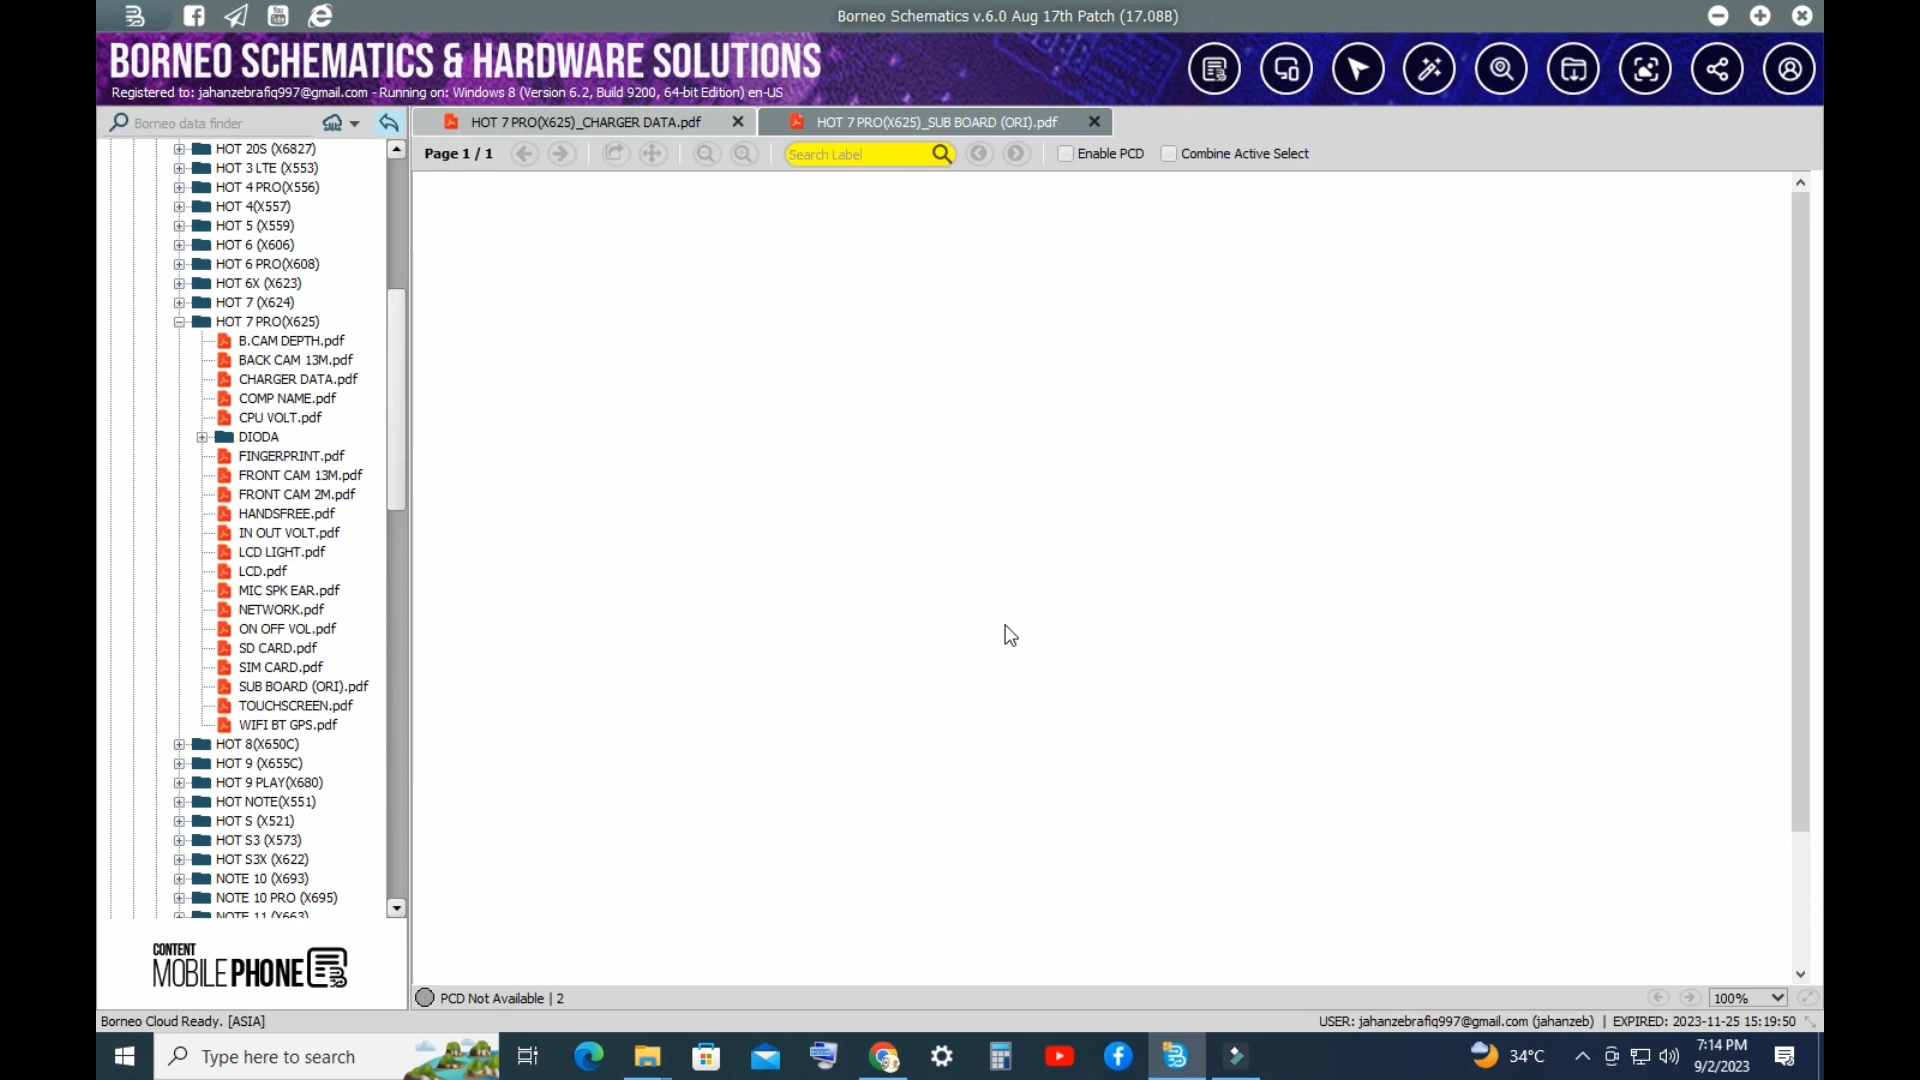 Borneo Schematics v.6.0 Aug 17th Patch (17.08B)
BORNEO SCHEMATICS & HARDWARE SOLUTIONS
Registered to: jahanzebrafiq997@gmail.com - Running on: Windows 8 (Version 6.2, Build 9200, 64-bit Edition) en-US
Borneo data finder
HOT 7 PRO(X625)_CHARGER DATA.pdf
HOT 7 PRO(X625)_SUB BOARD (ORI).pdf
Page 1 / 1
Search Label
Enable PCD
Combine Active Select
HOT 20S (X6827)
HOT 3 LTE (X553)
HOT 4 PRO(X556)
HOT 4(X557)
HOT 5 (X559)
HOT 6 (X606)
HOT 6 PRO(X608)
HOT 6X (X623)
HOT 7 (X624)
HOT 7 PRO(X625)
B.CAM DEPTH.pdf
BACK CAM 13M.pdf
CHARGER DATA.pdf
COMP NAME.pdf
CPU VOLT.pdf
DIODA
FINGERPRINT.pdf
FRONT CAM 13M.pdf
FRONT CAM 2M.pdf
HANDSFREE.pdf
IN OUT VOLT.pdf
LCD LIGHT.pdf
LCD.pdf
MIC SPK EAR.pdf
NETWORK.pdf
ON OFF VOL.pdf
SD CARD.pdf
SIM CARD.pdf
SUB BOARD (ORI).pdf
TOUCHSCREEN.pdf
WIFI BT GPS.pdf
HOT 8(X650C)
HOT 9 (X655C)
HOT 9 PLAY(X680)
HOT NOTE(X551)
HOT S (X521)
HOT S3 (X573)
HOT S3X (X622)
NOTE 10 (X693)
NOTE 10 PRO (X695)
NOTE 11 (X663)
CONTENT
MOBILE PHONE
PCD Not Available | 2
100%
Borneo Cloud Ready. [ASIA]
USER: jahanzebrafiq997@gmail.com (jahanzeb) | EXPIRED: 2023-11-25 15:19:50
Type here to search
34°C
7:14 PM
9/2/2023